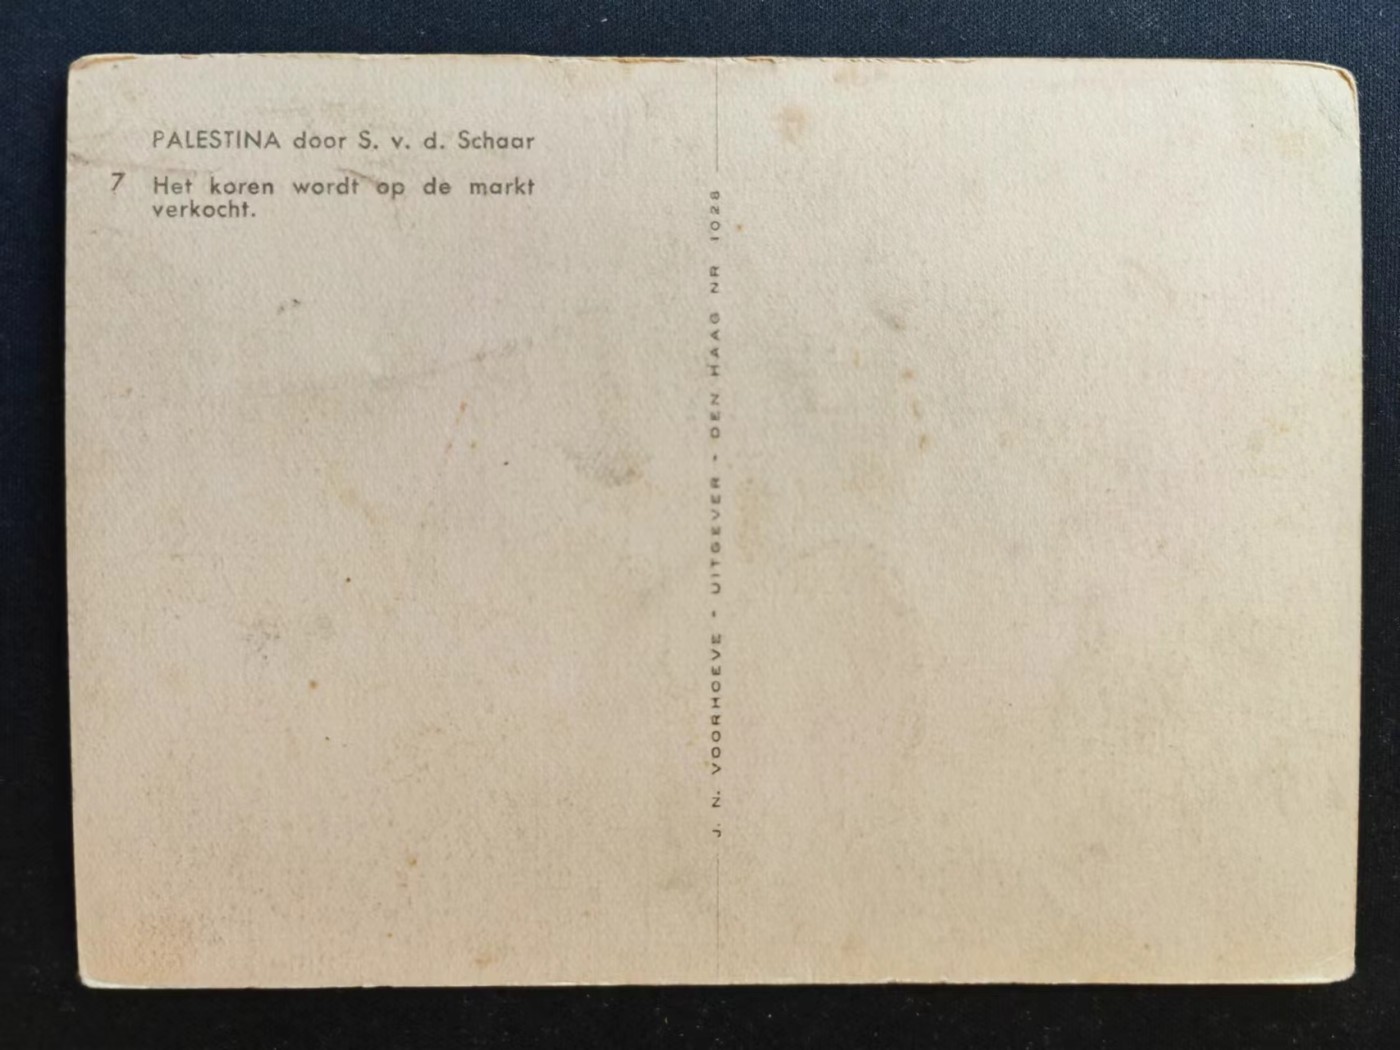 PALESTINA door S. v. d. Schaar
7 Het koren wordt op de markt
verkocht.
J. N. VOORHOEVE - UITGEVER - DEN HAAG NR 1028